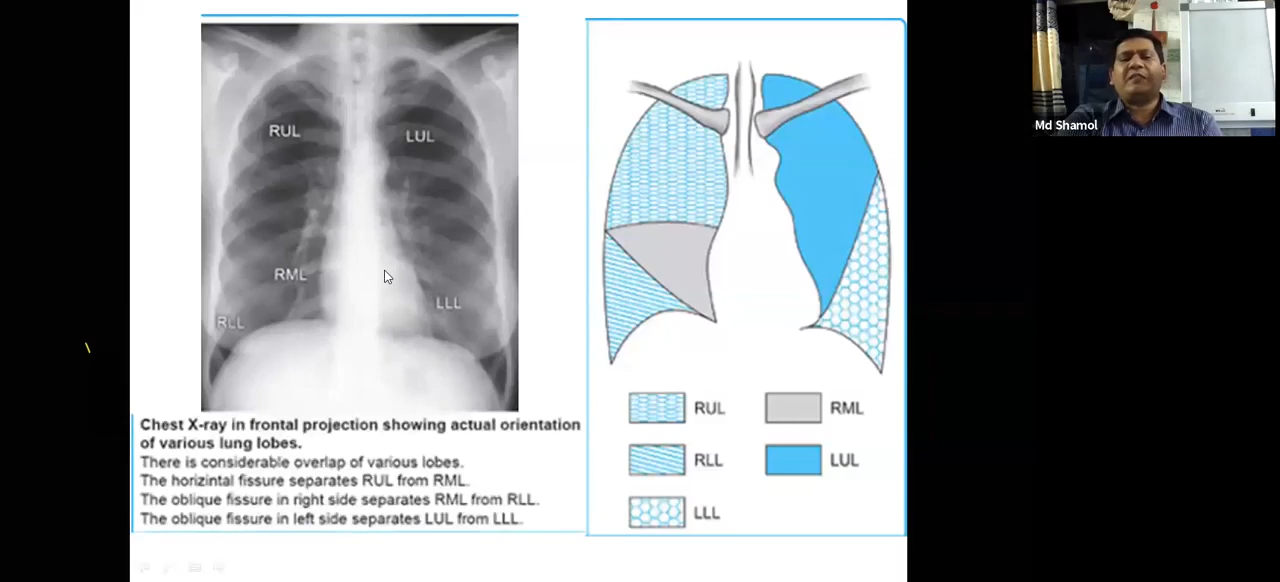 RUL
LUL
RML
LLL
RLL
Chest X-ray in frontal projection showing actual orientation
of various lung lobes.
There is considerable overlap of various lobes.
The horizintal fissure separates RUL from RML.
The oblique fissure in right side separates RML from RLL.
The oblique fissure in left side separates LUL from LLL.
RUL
RML
RLL
LUL
LLL
Md Shamol